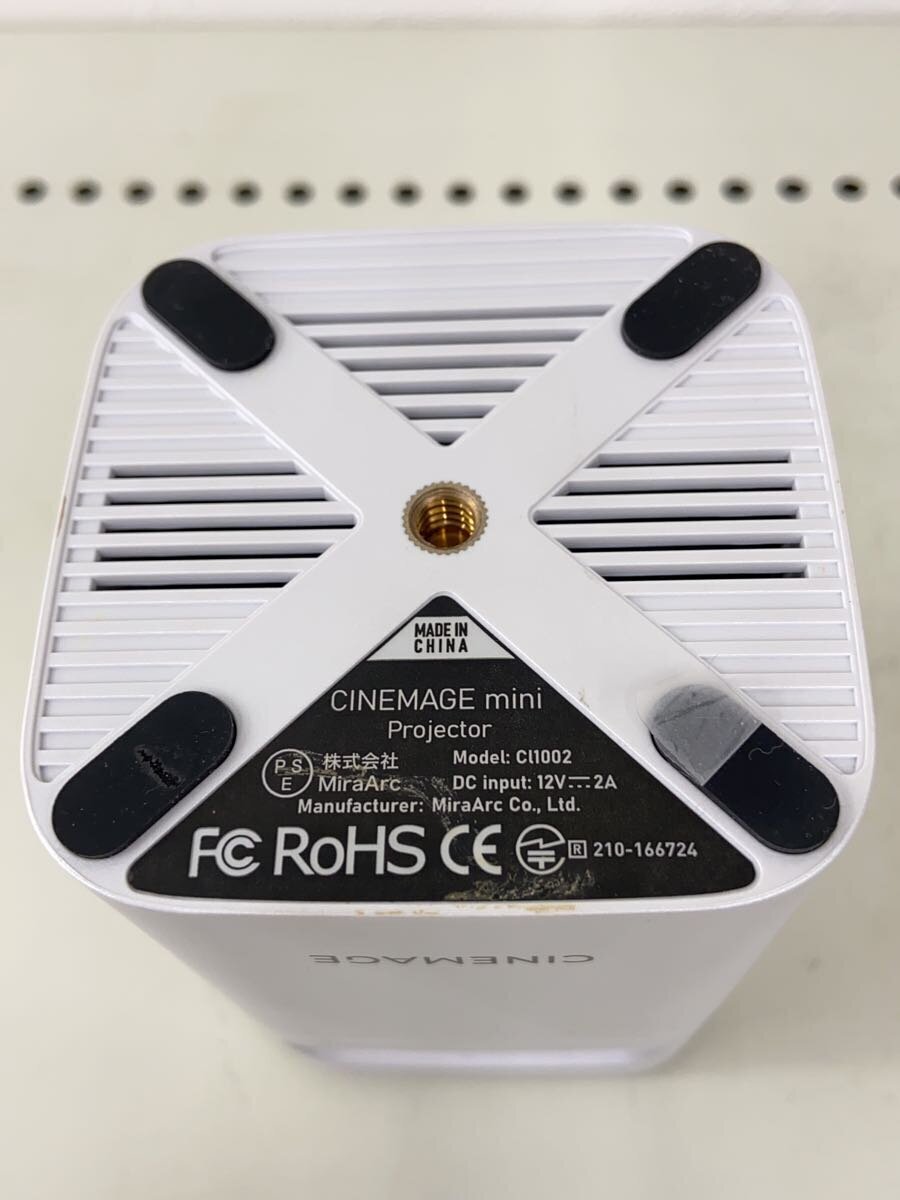 MADE IN
CHINA
CINEMAGE mini
Projector
PSE 株式会社 MiraArc
Model: CI1002
DC input: 12V⎓2A
Manufacturer: MiraArc Co., Ltd.
FC RoHS CE R 210-166724
CINEMAGE